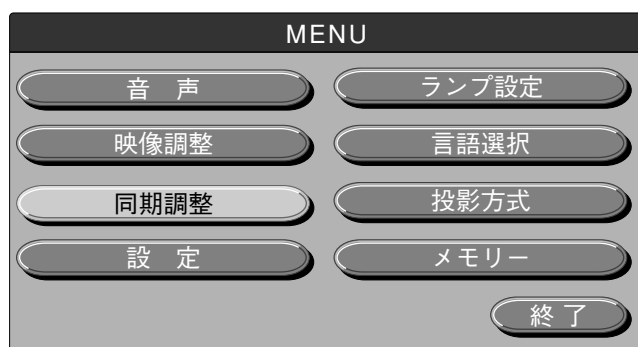 MENU
音 声
ランプ設定
映像調整
言語選択
同期調整
投影方式
設 定
メモリー
終 了